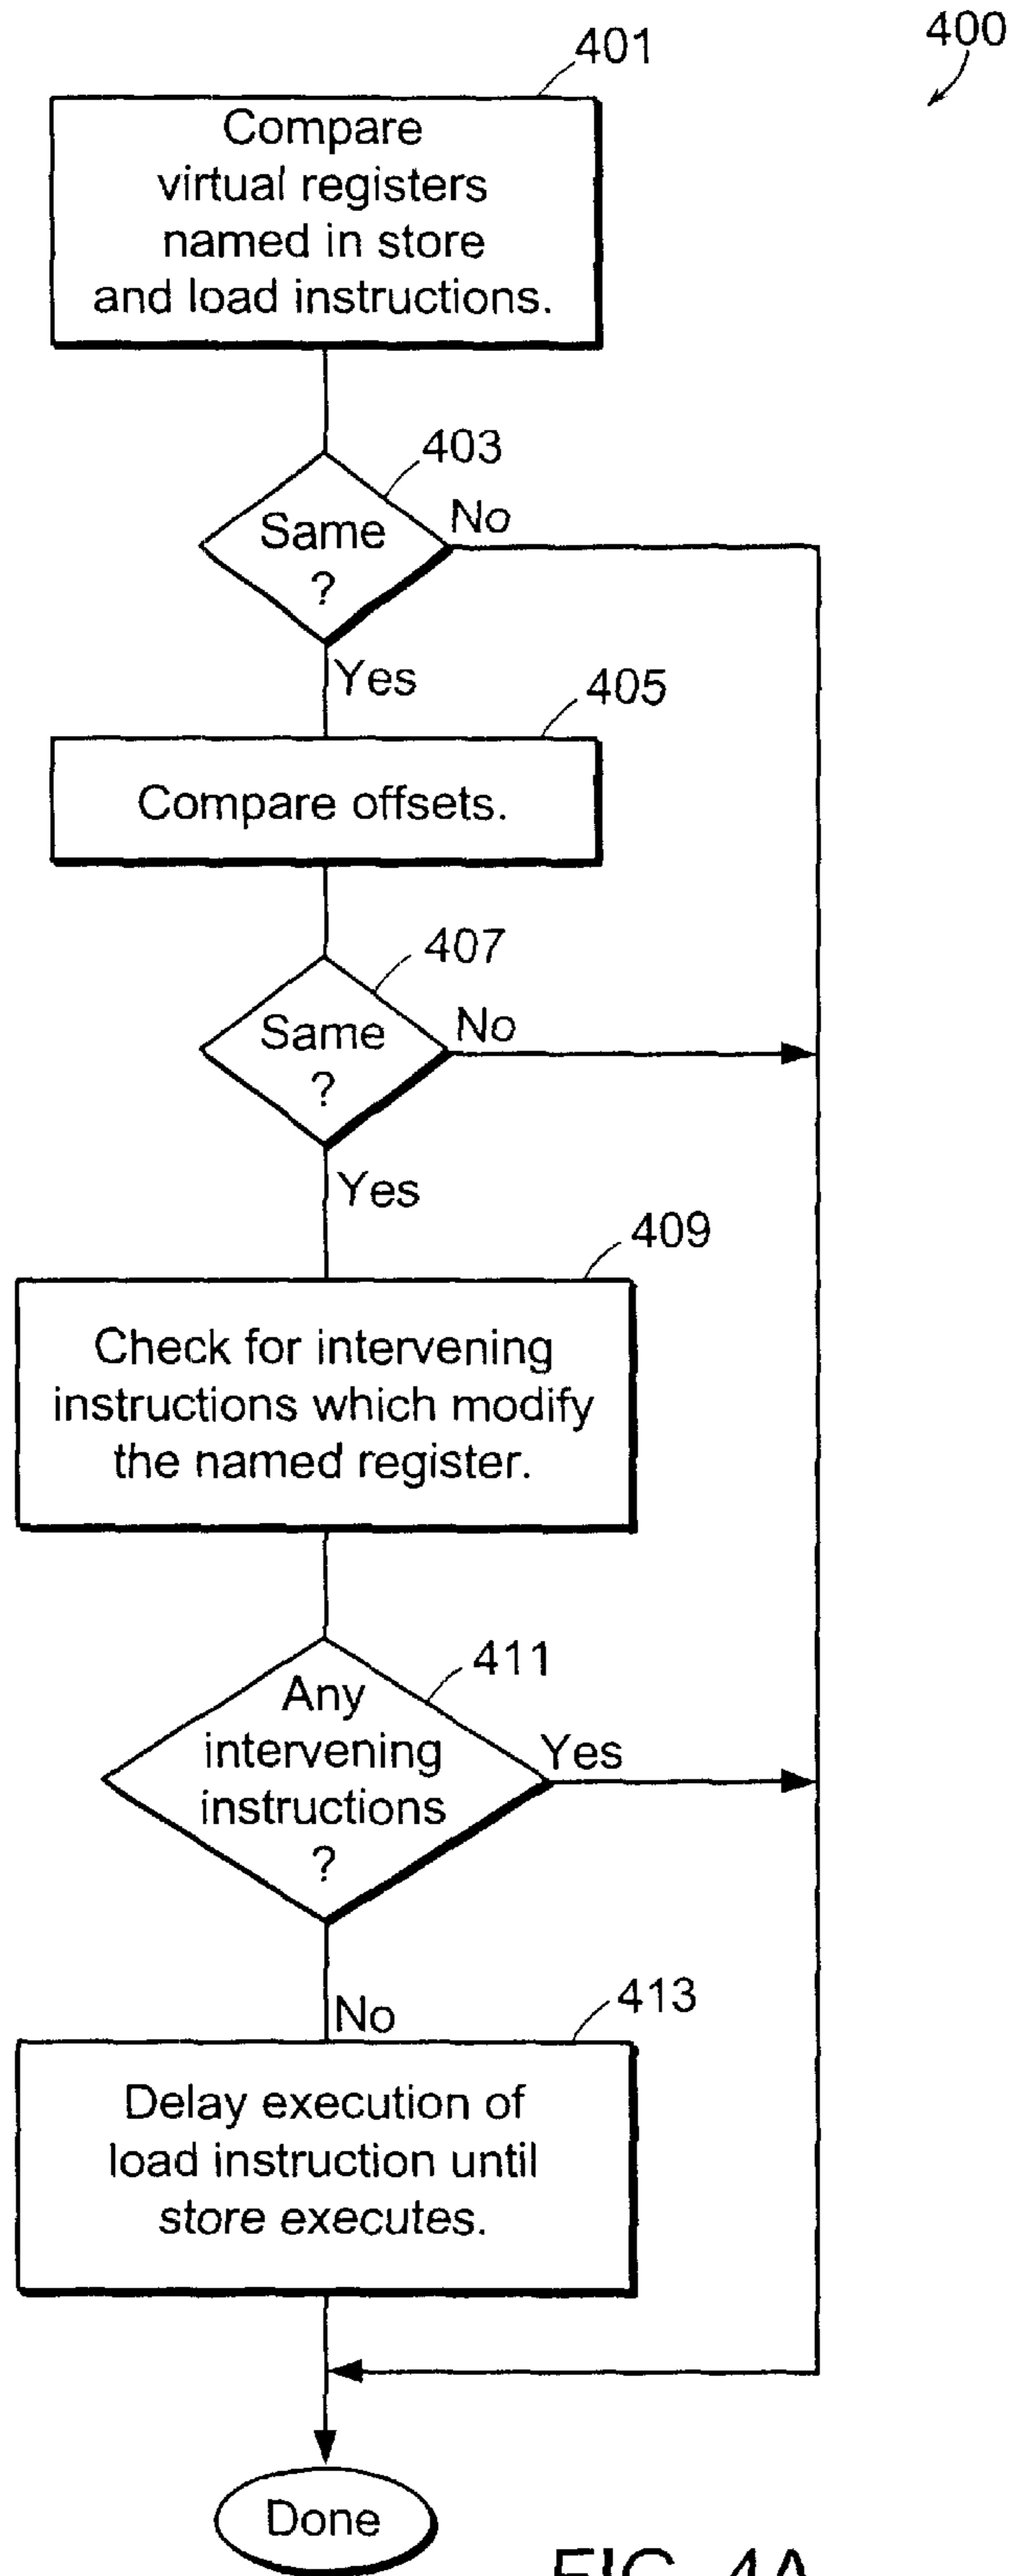 400
401
Compare
virtual registers
named in store
and load instructions.
403
Same
?
No
Yes
405
Compare offsets.
407
Same
?
No
Yes
409
Check for intervening
instructions which modify
the named register.
411
Any
intervening
instructions
?
Yes
No
413
Delay execution of
load instruction until
store executes.
Done
FIG. 4A